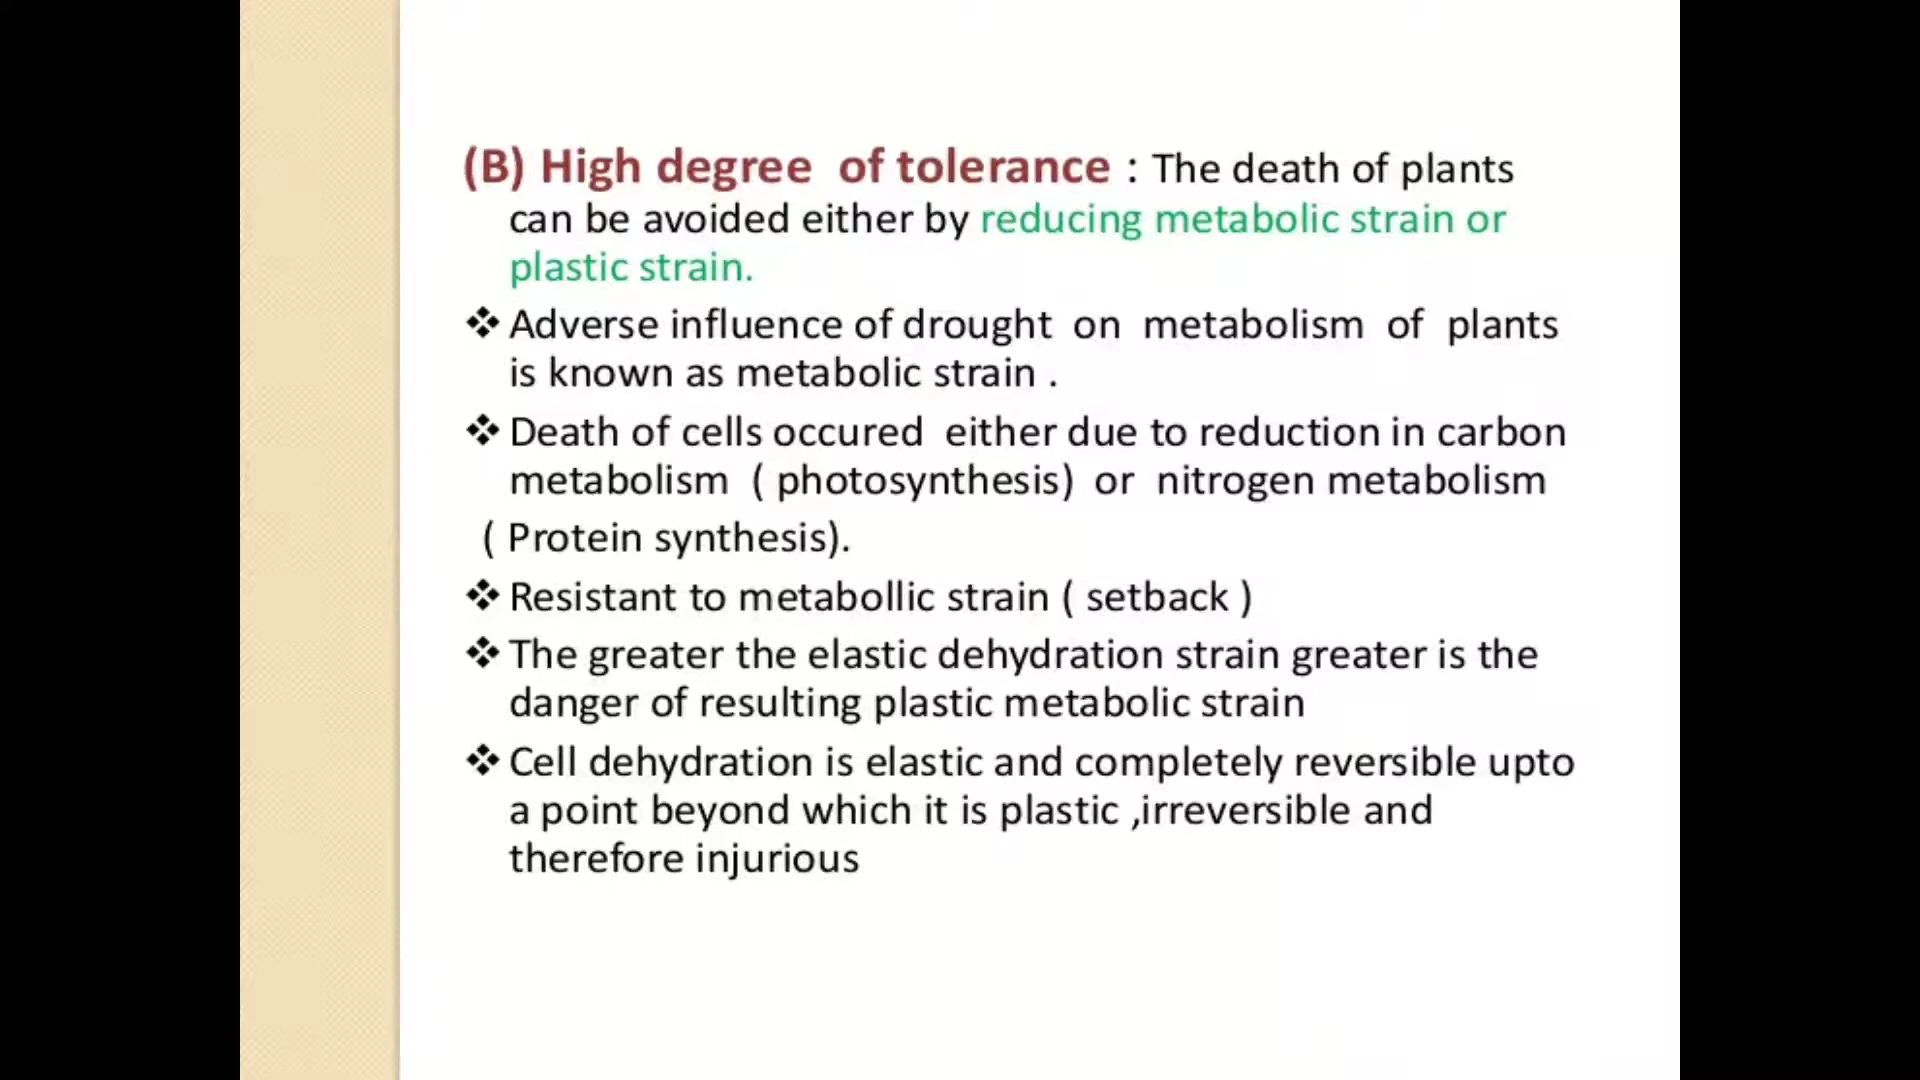 (B) High degree of tolerance : The death of plants
can be avoided either by reducing metabolic strain or
plastic strain.
❖ Adverse influence of drought on metabolism of plants
is known as metabolic strain .
❖ Death of cells occured either due to reduction in carbon
metabolism ( photosynthesis) or nitrogen metabolism
( Protein synthesis).
❖ Resistant to metabollic strain ( setback )
❖ The greater the elastic dehydration strain greater is the
danger of resulting plastic metabolic strain
❖ Cell dehydration is elastic and completely reversible upto
a point beyond which it is plastic ,irreversible and
therefore injurious